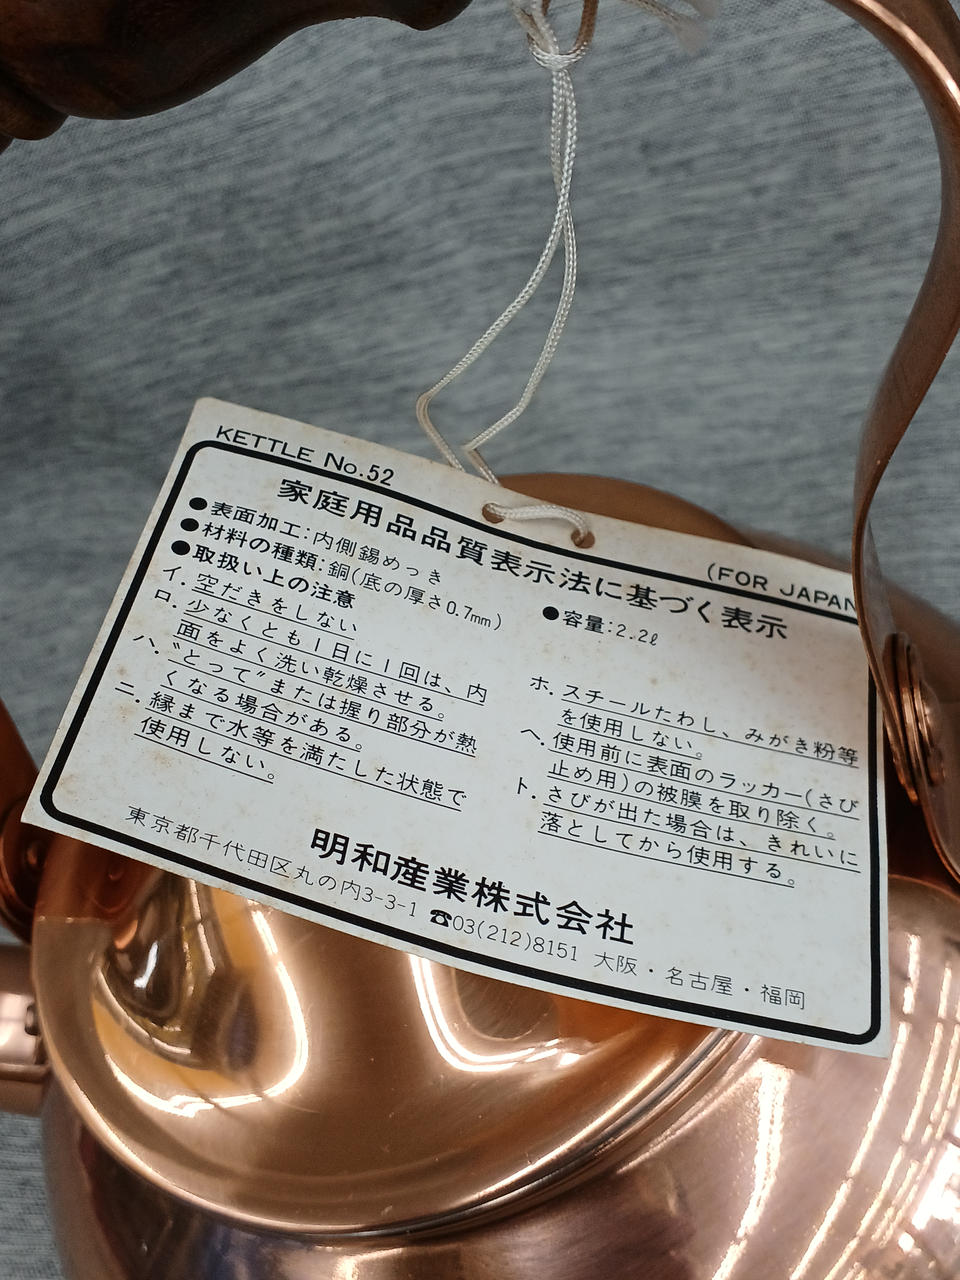 KETTLE No.52
(FOR JAPAN
家庭用品品質表示法に基づく表示
●表面加工:内側錫めっき
●材料の種類:銅(底の厚さ0.7mm)
●容量:2.2ℓ
●取扱い上の注意
イ.空だきをしない
ロ.少なくとも1日に1回は、内
面をよく洗い乾燥させる。
ハ.〝とって″または握り部分が熱
くなる場合がある。
ニ.縁まで水等を満たした状態で
使用しない。
ホ.スチールたわし、みがき粉等
を使用しない。
ヘ.使用前に表面のラッカー(さび
止め用)の被膜を取り除く。
ト.さびが出た場合は、きれいに
落としてから使用する。
明和産業株式会社
東京都千代田区丸の内3-3-1 ☎03(212)8151 大阪・名古屋・福岡